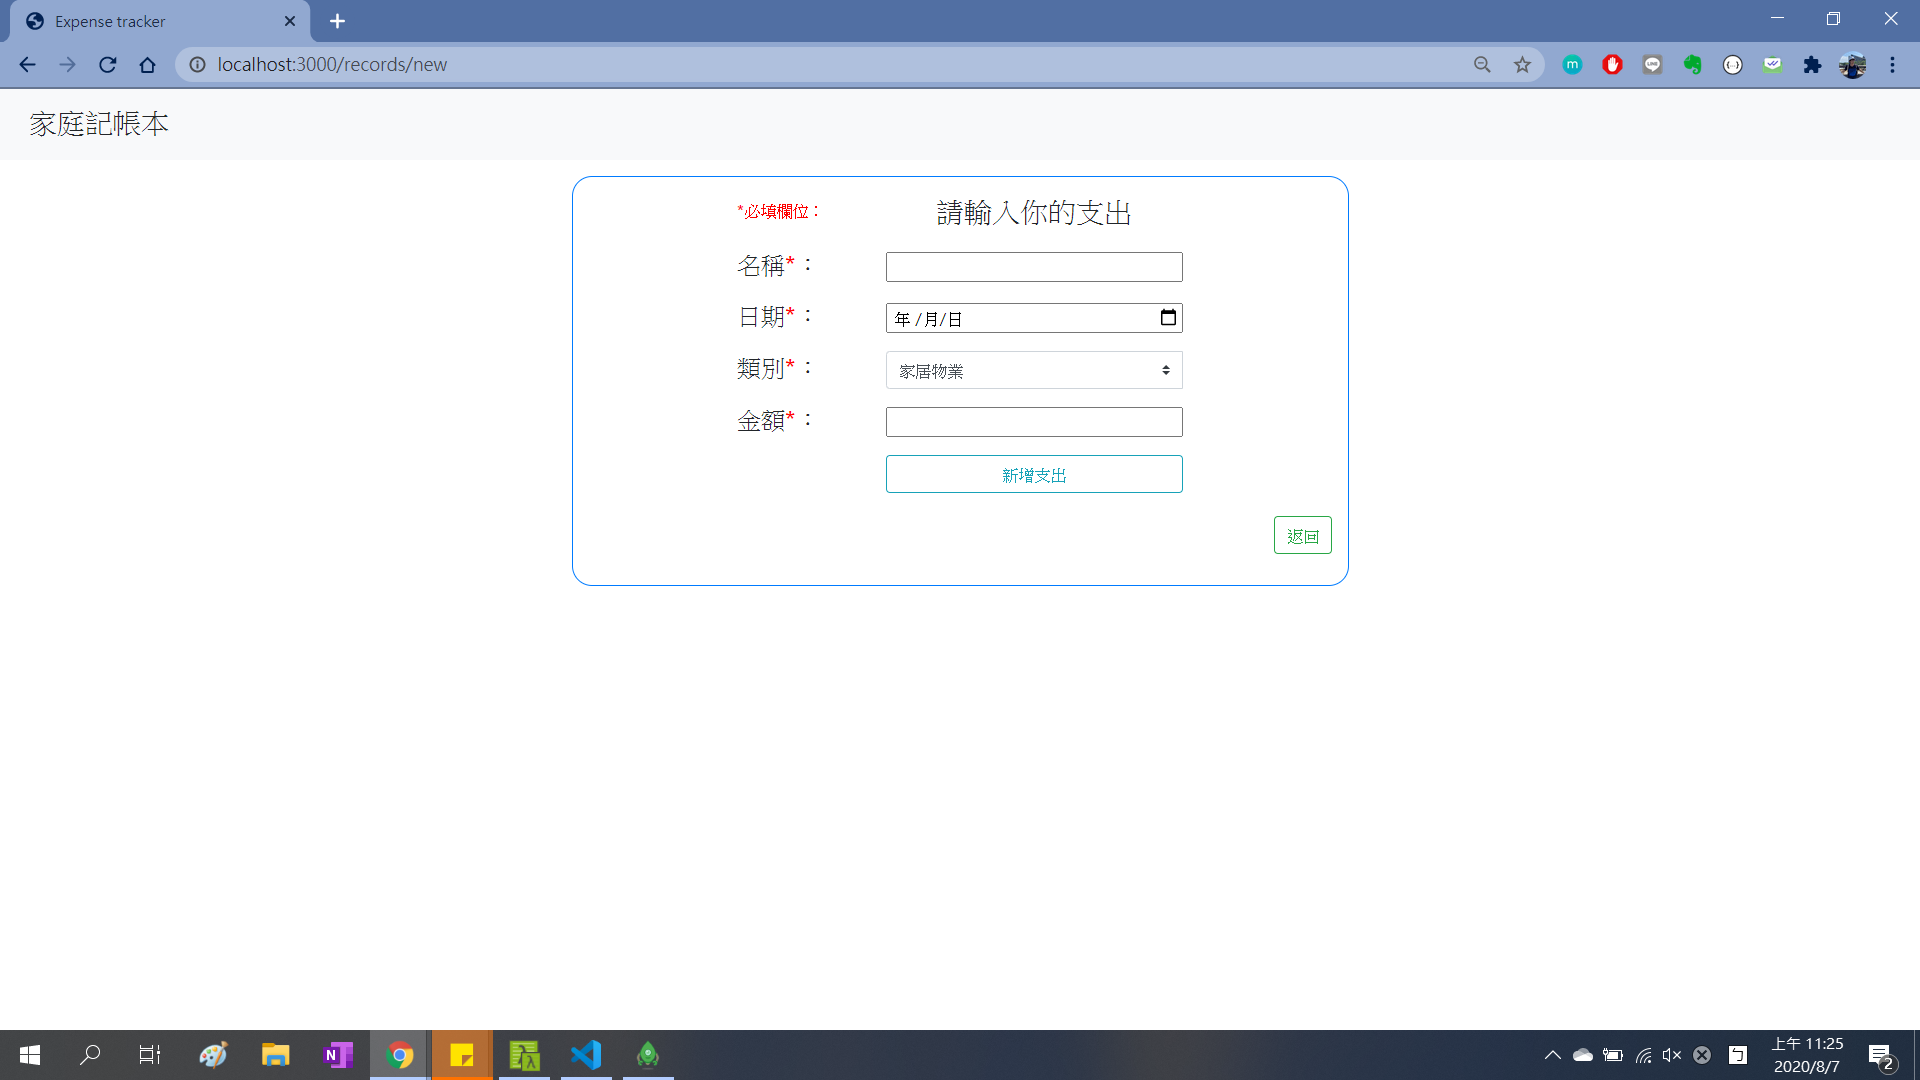 Expense tracker
localhost:3000/records/new
家庭記帳本
*必填欄位：
請輸入你的支出
名稱*：
日期*：
年 /月/日
類別*：
家居物業
金額*：
新增支出
返回
上午 11:25
2020/8/7
2